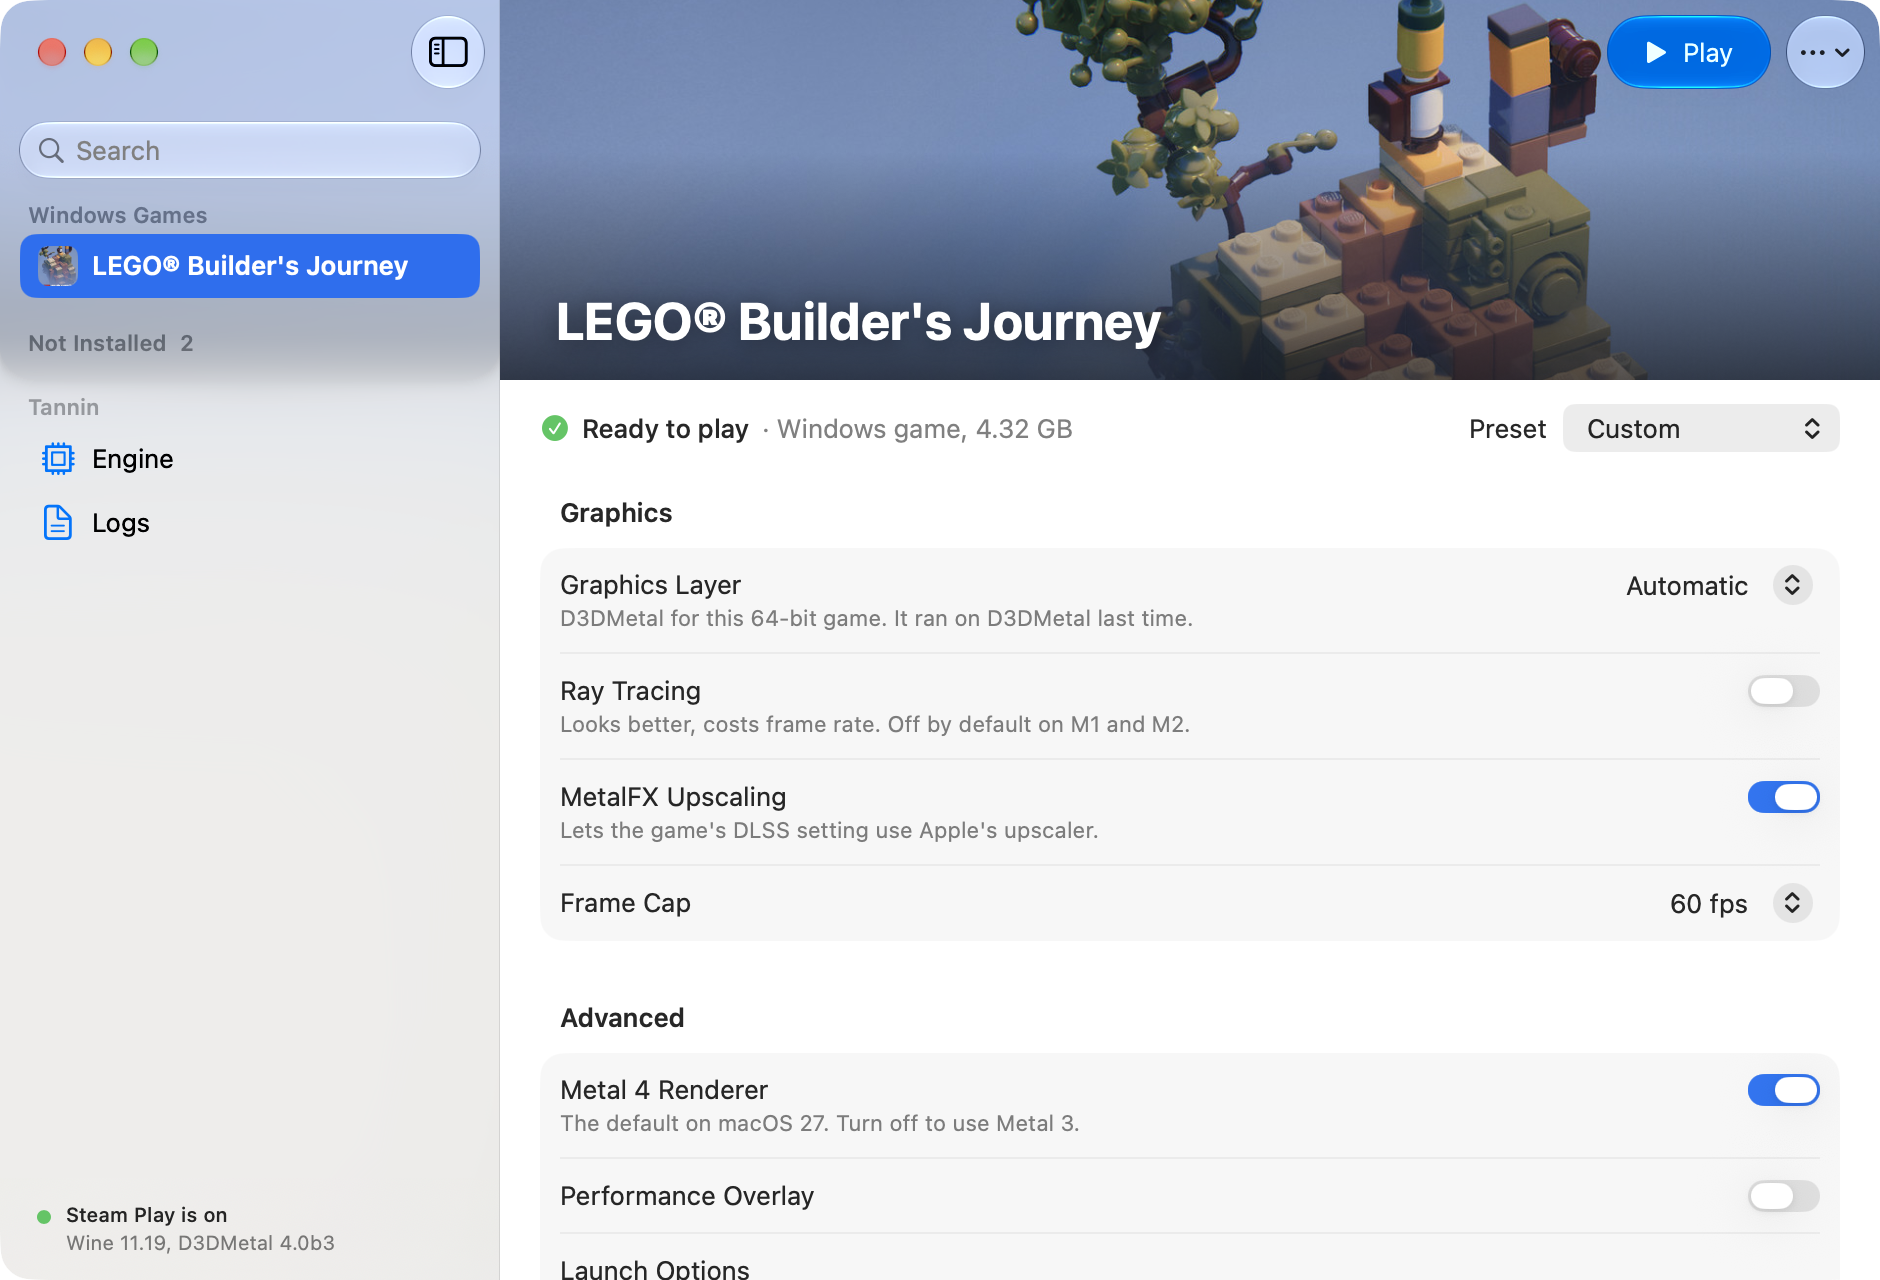 Search
Windows Games
LEGO® Builder's Journey
Not Installed 2
Tannin
Engine
Logs
Steam Play is on
Wine 11.19, D3DMetal 4.0b3
Play
LEGO® Builder's Journey
Ready to play · Windows game, 4.32 GB
Preset Custom
Graphics
Graphics Layer
Automatic
D3DMetal for this 64-bit game. It ran on D3DMetal last time.
Ray Tracing
Looks better, costs frame rate. Off by default on M1 and M2.
MetalFX Upscaling
Lets the game's DLSS setting use Apple's upscaler.
Frame Cap
60 fps
Advanced
Metal 4 Renderer
The default on macOS 27. Turn off to use Metal 3.
Performance Overlay
Launch Options